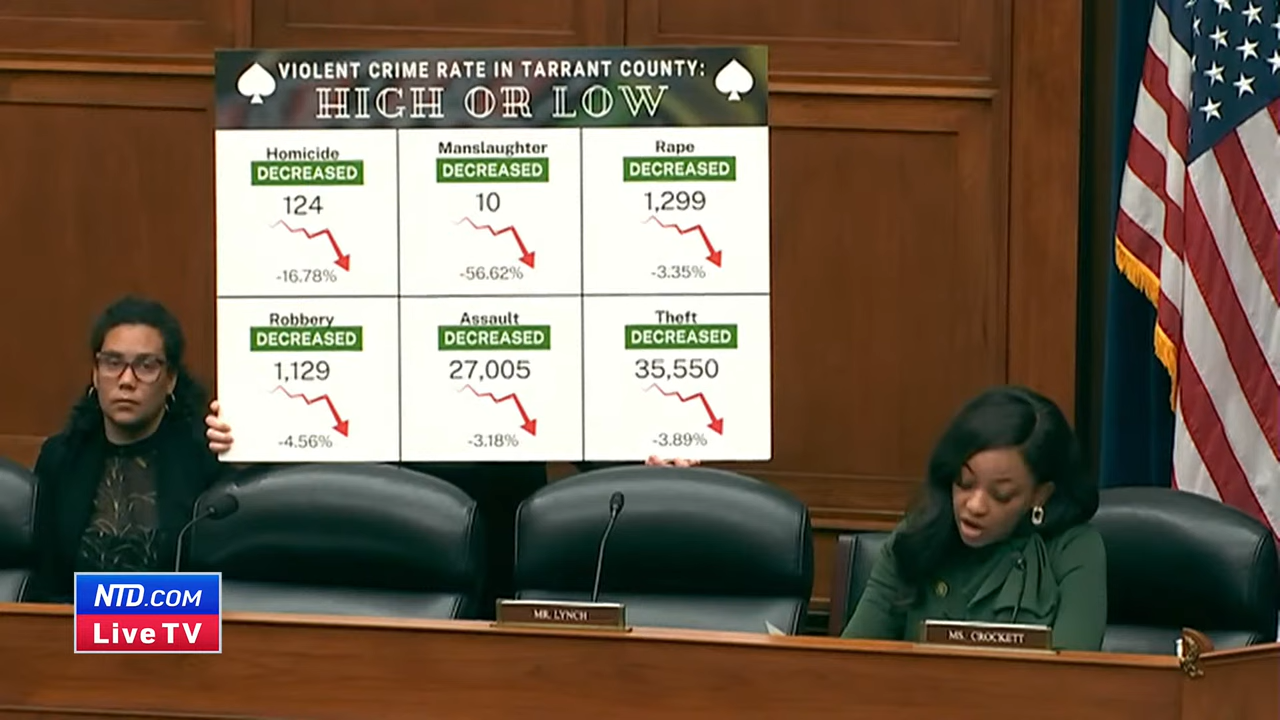 VIOLENT CRIME RATE IN TARRANT COUNTY:
HIGH OR LOW
Homicide
DECREASED
124
-16.78%
Manslaughter
DECREASED
10
-56.62%
Rape
DECREASED
1,299
-3.35%
Robbery
DECREASED
1,129
-4.56%
Assault
DECREASED
27,005
-3.18%
Theft
DECREASED
35,550
-3.89%
NTD.COM
Live TV
MR. LYNCH
MS. CROCKETT